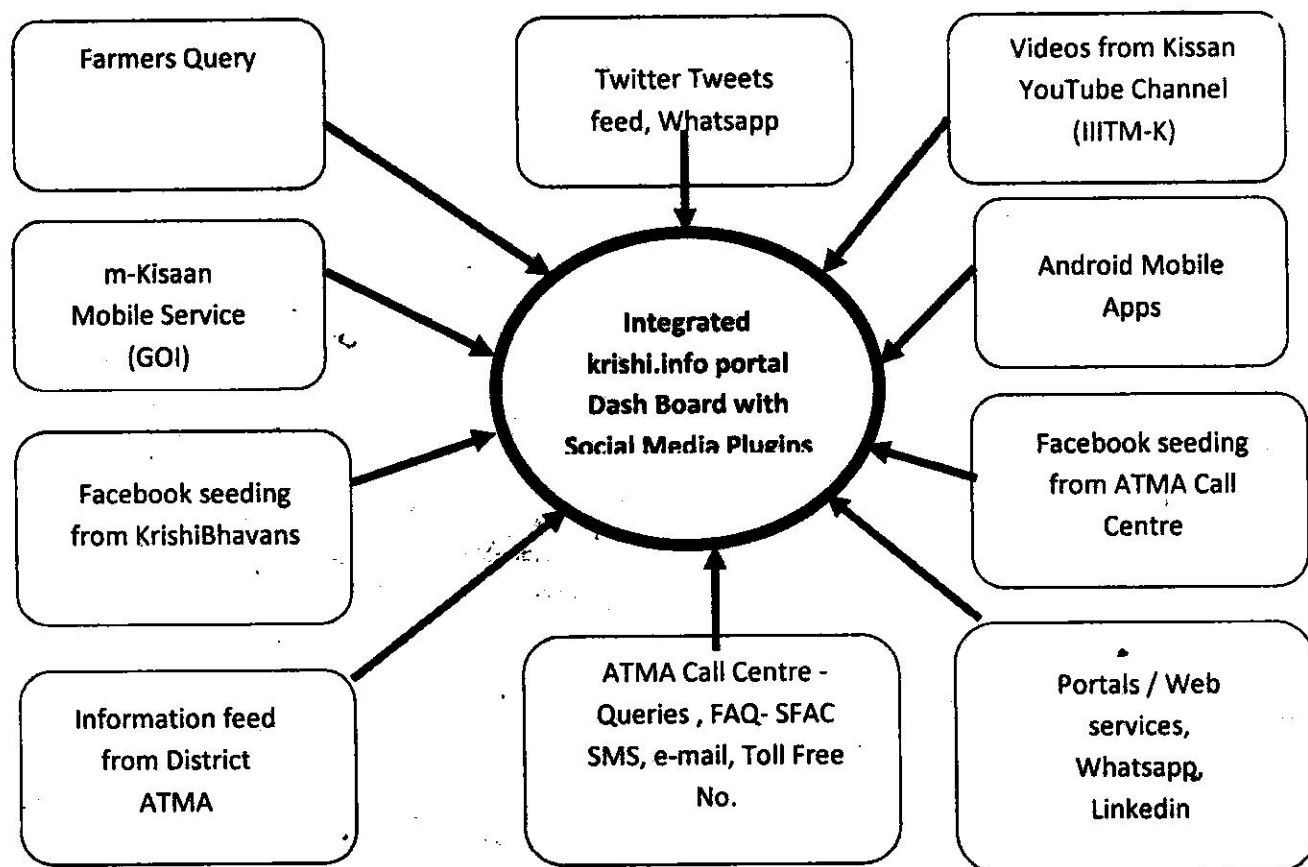 Farmers Query
Twitter Tweets
feed, Whatsapp
Videos from Kissan
YouTube Channel
(IIITM-K)
m-Kisaan
Mobile Service
(GOI)
Integrated
krishi.info portal
Dash Board with
Social Media Plugins
Android Mobile
Apps
Facebook seeding
from KrishiBhavans
Facebook seeding
from ATMA Call
Centre
Information feed
from District
ATMA
ATMA Call Centre -
Queries , FAQ- SFAC
SMS, e-mail, Toll Free
No.
Portals / Web
services,
Whatsapp,
Linkedin